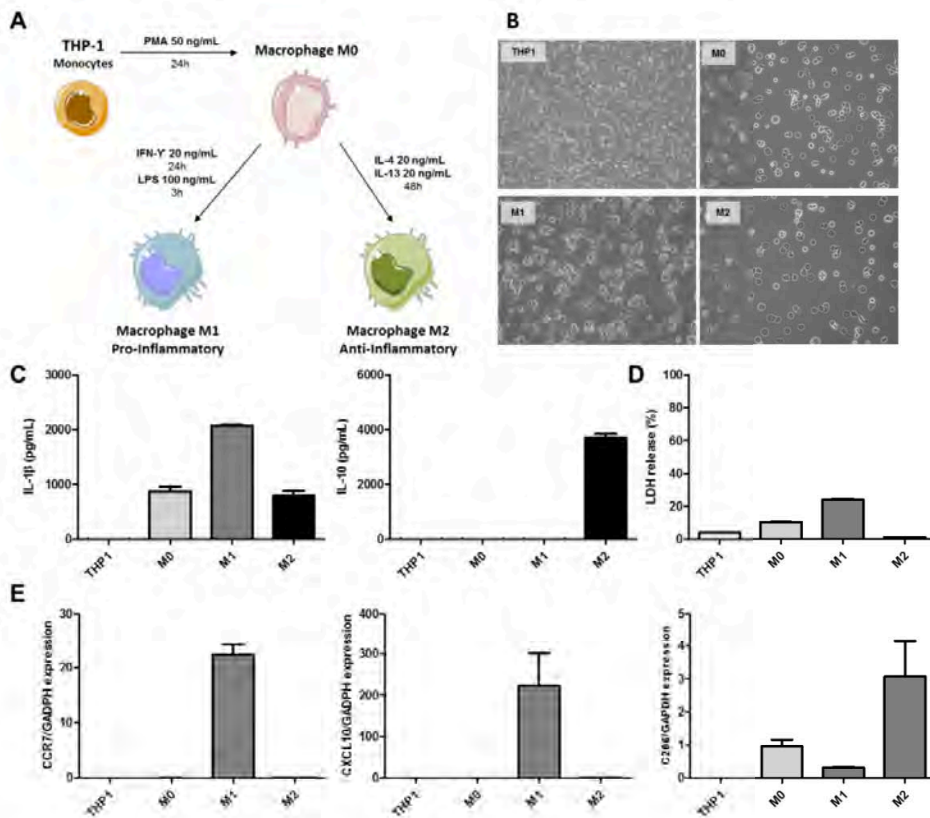 A
THP-1
Monocytes
PMA 50 ng/mL
24h
Macrophage M0
IFN-ϒ 20 ng/mL
24h
LPS 100 ng/mL
3h
IL-4 20 ng/mL
IL-13 20 ng/mL
48h
Macrophage M1
Pro-Inflammatory
Macrophage M2
Anti-Inflammatory
B
THP1
M0
M1
M2
C
IL-1β (pg/mL)
3000
2000
1000
0
THP1
M0
M1
M2
IL-10 (pg/mL)
6000
4000
2000
0
THP1
M0
M1
M2
D
LDH release (%)
100
80
60
40
20
0
THP1
M0
M1
M2
E
CCR7/GADPH expression
30
20
10
0
THP1
M0
M1
M2
CXCL10/GADPH expression
400
300
200
100
0
THP1
M0
M1
M2
C206/GAPDH expression
5
4
3
2
1
0
THP1
M0
M1
M2